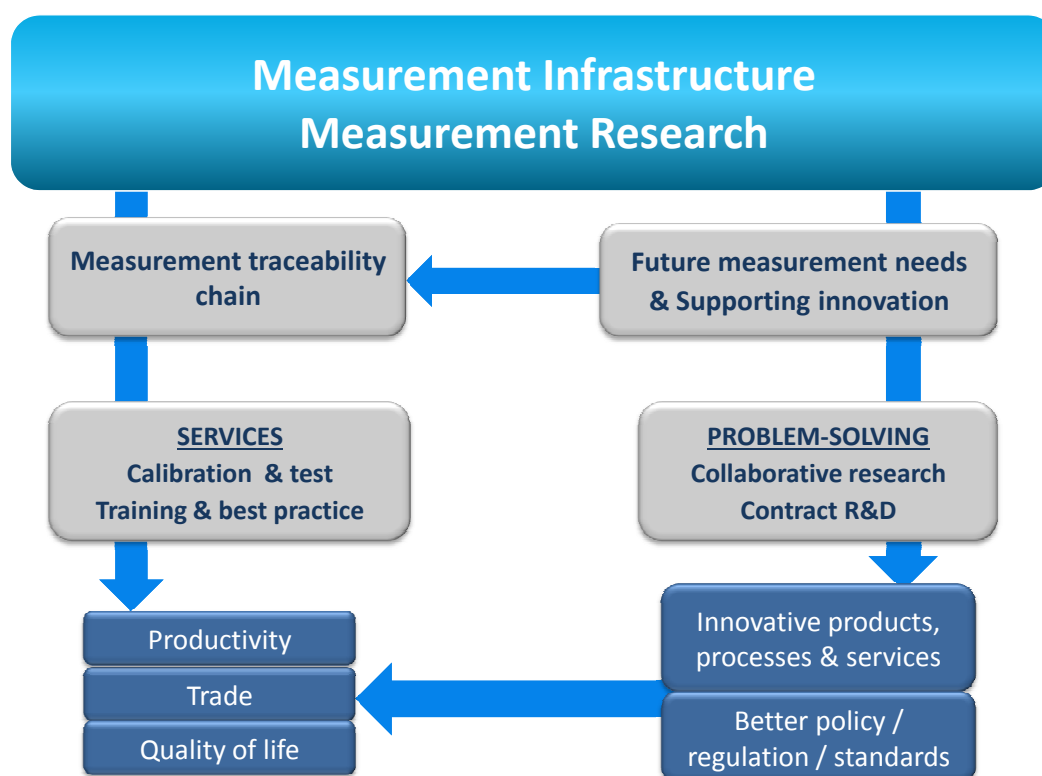 Measurement Infrastructure
Measurement Research
Measurement traceability
chain
Future measurement needs
& Supporting innovation
SERVICES
Calibration & test
Training & best practice
PROBLEM-SOLVING
Collaborative research
Contract R&D
Productivity
Trade
Quality of life
Innovative products,
processes & services
Better policy /
regulation / standards